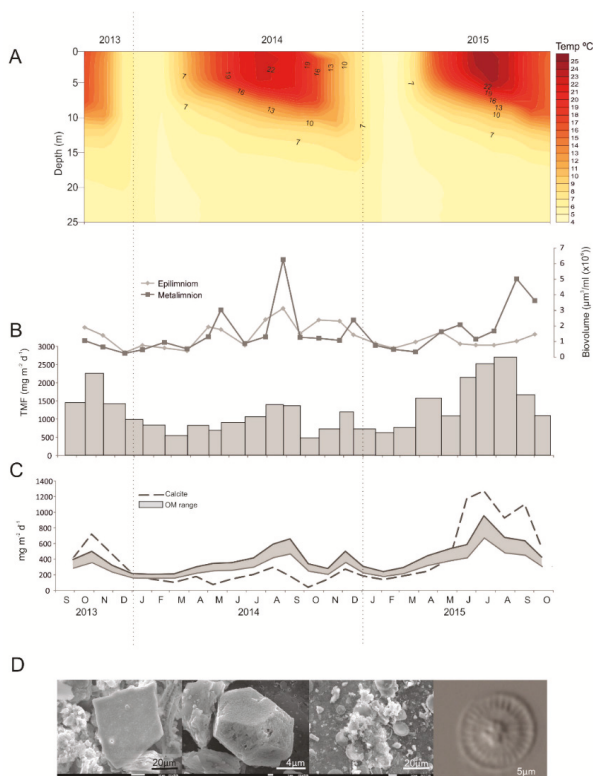 A
2013 2014 2015
Temp ºC
0
5
10
15
20
25
Depth (m)
7 7 13 16 22 19 16 13 10 16 13 10 7 7 7 22 16 13 10 7
25
24
23
22
21
20
19
18
17
16
15
14
13
12
11
10
9
8
7
6
5
4
Epilimniom
Metalimnion
7
6
5
4
3
2
1
0
Biovolume (µm³/ml (x10⁶)
B
3000
2500
2000
1500
1000
500
0
TMF (mg m⁻² d⁻¹)
C
1400
1200
1000
800
600
400
200
0
mg m⁻² d⁻¹
Calcite
OM range
S O N D J F M A M J J A S O N D J F M A M J J A S O
2013 2014 2015
D
20µm 4µm 20µm 5µm